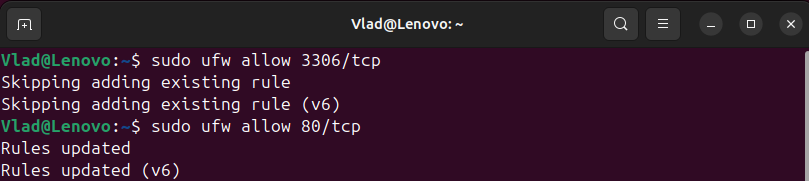 Vlad@Lenovo: ~
Vlad@Lenovo:~$ sudo ufw allow 3306/tcp
Skipping adding existing rule
Skipping adding existing rule (v6)
Vlad@Lenovo:~$ sudo ufw allow 80/tcp
Rules updated
Rules updated (v6)